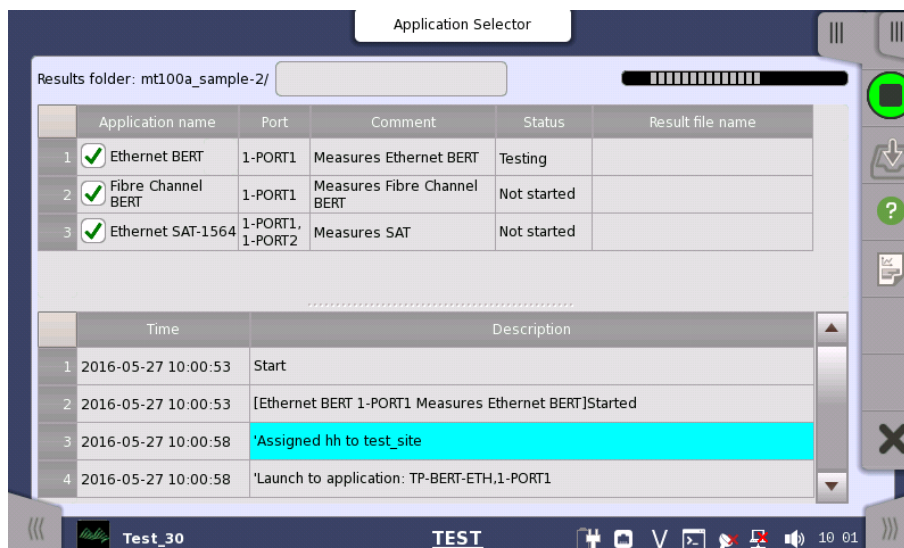 Application Selector
Results folder: mt100a_sample-2/
Application name Port Comment Status Result file name
1 Ethernet BERT 1-PORT1 Measures Ethernet BERT Testing
2 Fibre Channel BERT 1-PORT1 Measures Fibre Channel BERT Not started
3 Ethernet SAT-1564 1-PORT1, 1-PORT2 Measures SAT Not started
Time Description
1 2016-05-27 10:00:53 Start
2 2016-05-27 10:00:53 [Ethernet BERT 1-PORT1 Measures Ethernet BERT]Started
3 2016-05-27 10:00:58 'Assigned hh to test_site
4 2016-05-27 10:00:58 'Launch to application: TP-BERT-ETH,1-PORT1
Test_30 TEST V 10 01